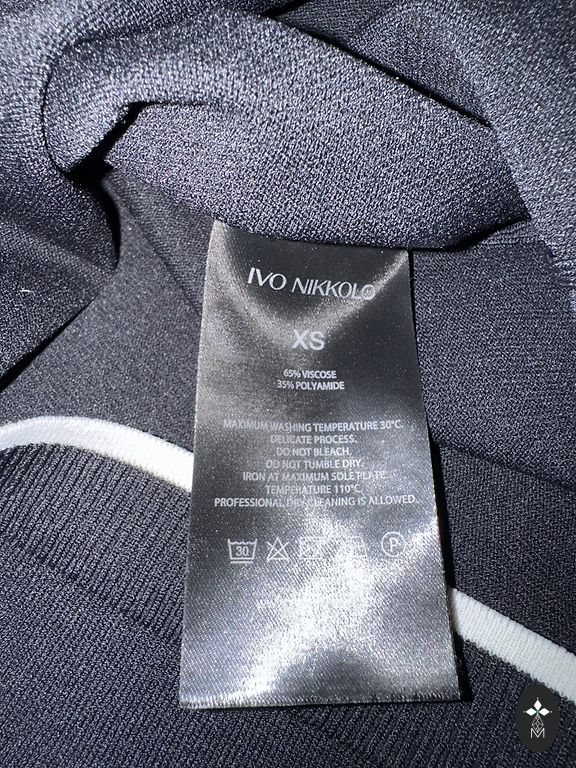 IVO NIKKOLO
XS
65% VISCOSE
35% POLYAMIDE
MAXIMUM WASHING TEMPERATURE 30°C.
DELICATE PROCESS.
DO NOT BLEACH.
DO NOT TUMBLE DRY.
IRON AT MAXIMUM SOLE PLATE
TEMPERATURE 110°C.
PROFESSIONAL DRY CLEANING IS ALLOWED.
30 P
M